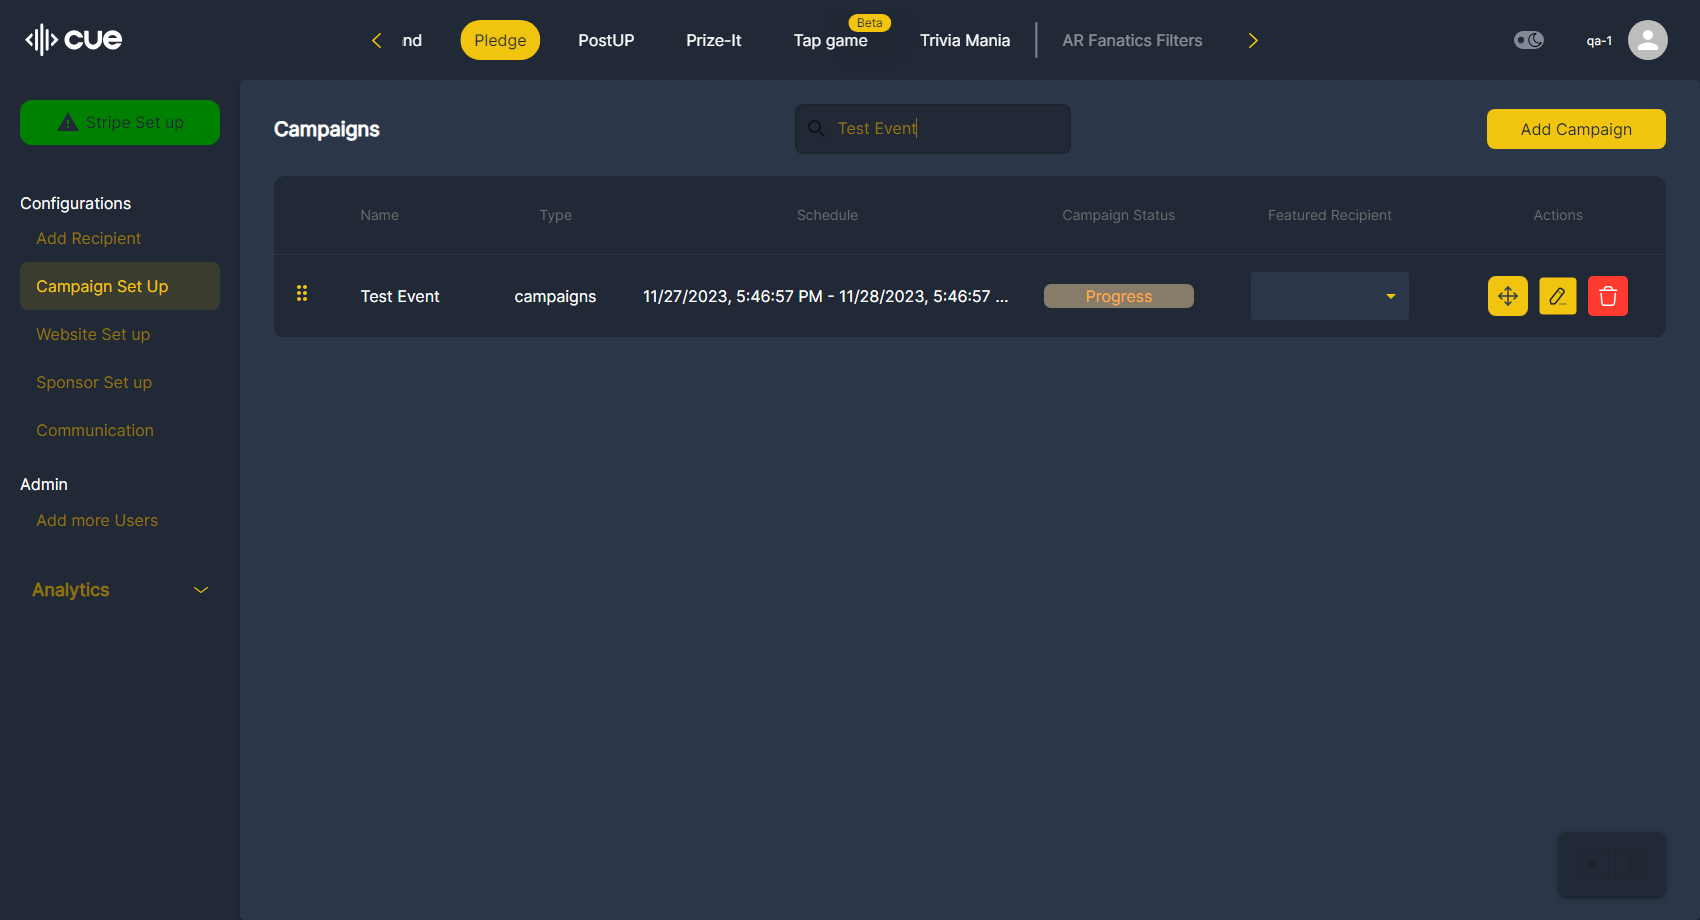 cue
nd
Pledge
PostUP
Prize-It
Tap game
Beta
Trivia Mania
AR Fanatics Filters
qa-1
Stripe Set up
Configurations
Add Recipient
Campaign Set Up
Website Set up
Sponsor Set up
Communication
Admin
Add more Users
Analytics
Campaigns
Test Event
Add Campaign
Name Type Schedule Campaign Status Featured Recipient Actions
Test Event campaigns 11/27/2023, 5:46:57 PM - 11/28/2023, 5:46:57 ... Progress